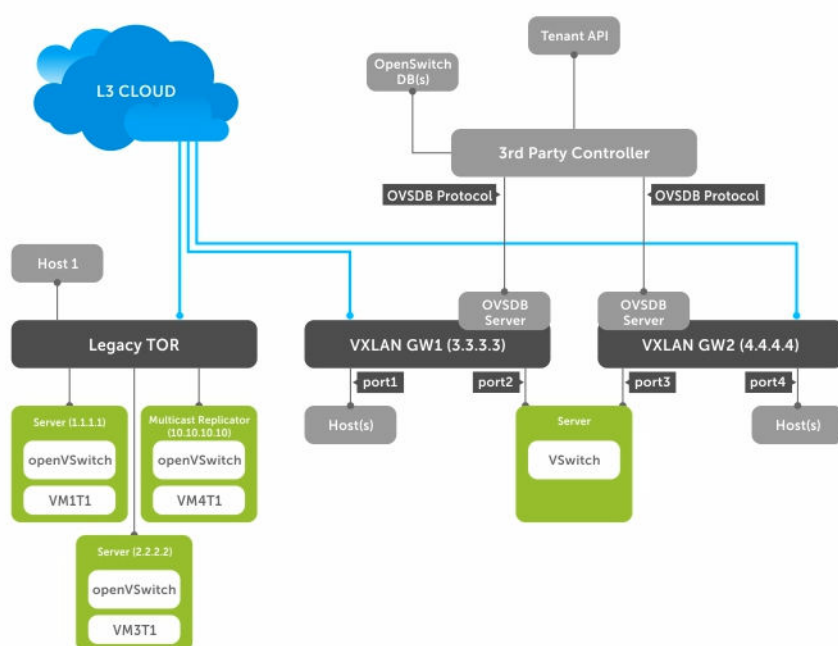 Tenant API
OpenSwitch
DB(s)
L3 CLOUD
3rd Party Controller
OVSDB Protocol
OVSDB Protocol
Host 1
OVSDB
Server
OVSDB
Server
Legacy TOR
VXLAN GW1 (3.3.3.3)
VXLAN GW2 (4.4.4.4)
port1
port2
port3
port4
Server (1.1.1.1)
openVSwitch
VM1T1
Multicast Replicator
(10.10.10.10)
openVSwitch
VM4T1
Host(s)
Server
VSwitch
Host(s)
Server (2.2.2.2)
openVSwitch
VM3T1